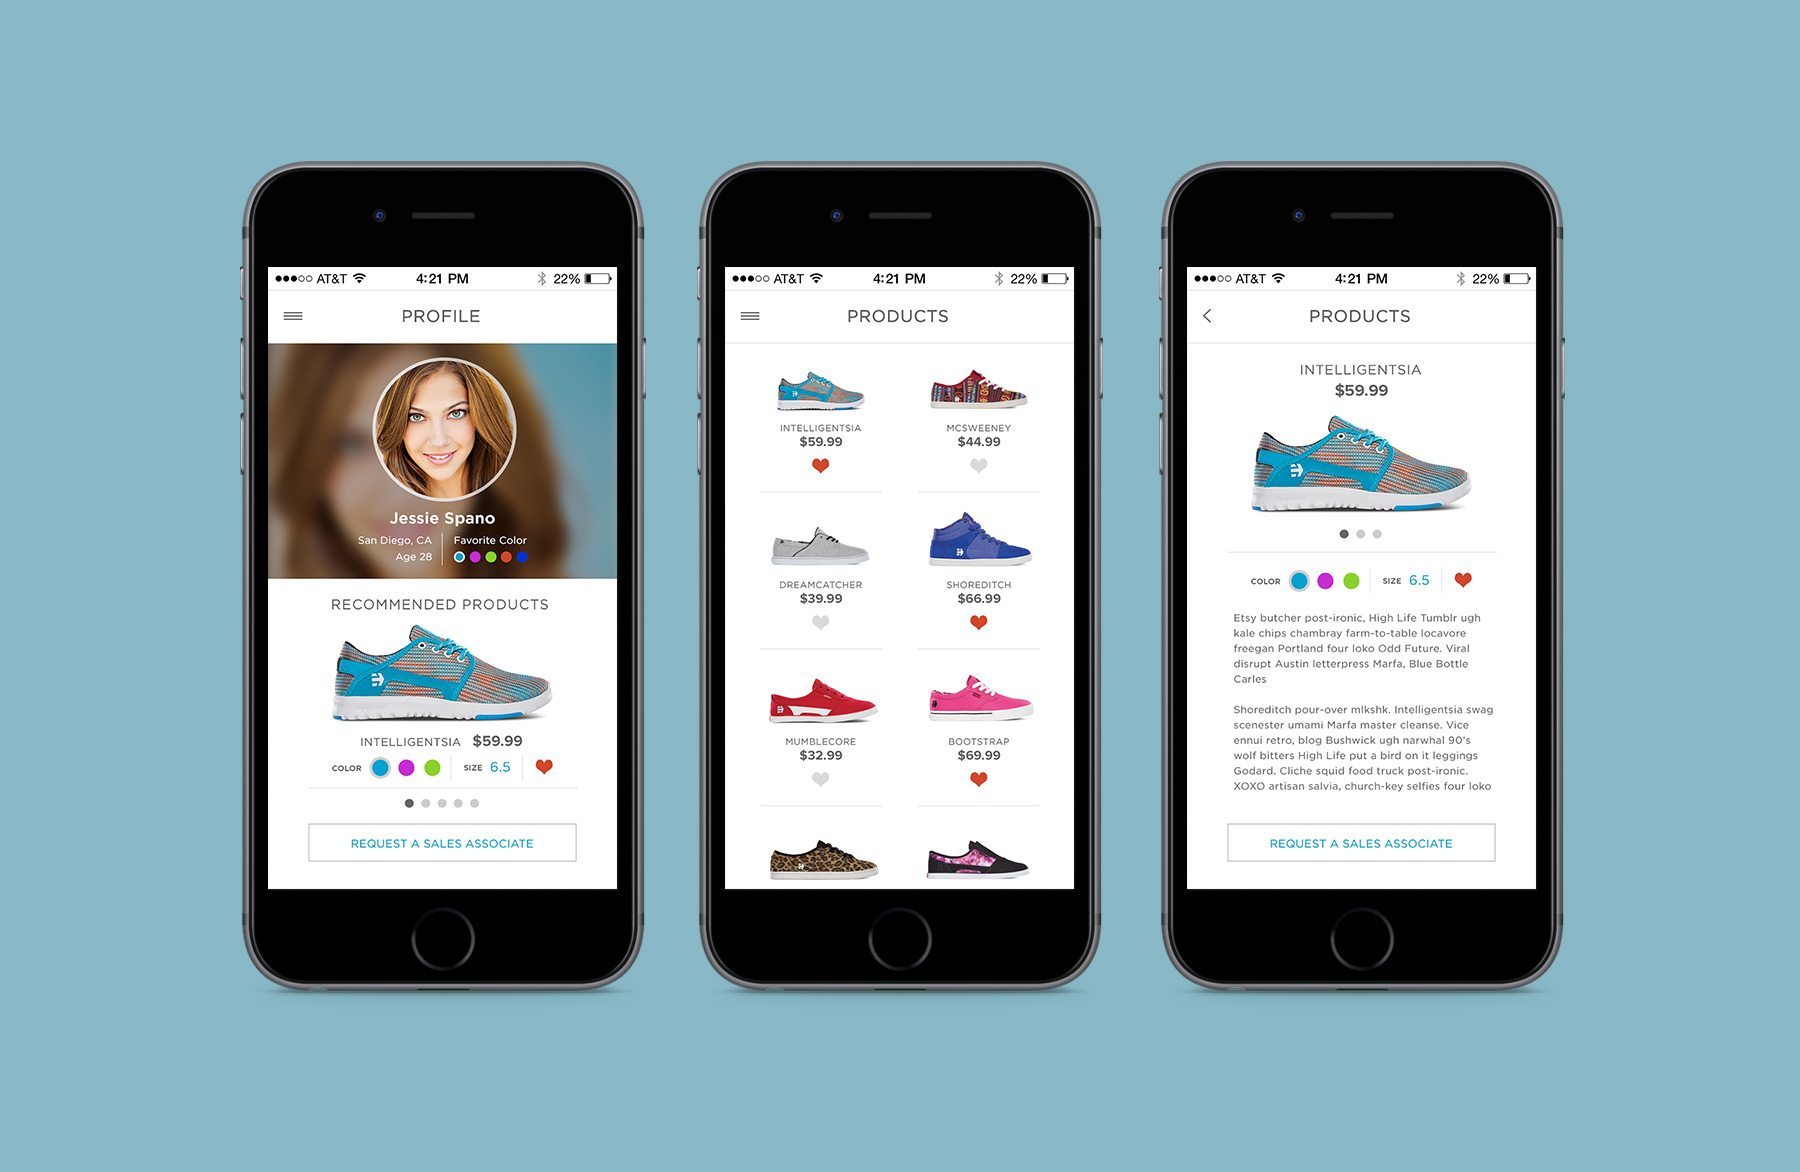 AT&T 4:21 PM 22%
PROFILE
Jessie Spano
San Diego, CA
Age 28
Favorite Color
RECOMMENDED PRODUCTS
INTELLIGENTSIA $59.99
COLOR SIZE 6.5
REQUEST A SALES ASSOCIATE
AT&T 4:21 PM 22%
PRODUCTS
INTELLIGENTSIA
$59.99
MCSWEENEY
$44.99
DREAMCATCHER
$39.99
SHOREDITCH
$66.99
MUMBLECORE
$32.99
BOOTSTRAP
$69.99
AT&T 4:21 PM 22%
PRODUCTS
INTELLIGENTSIA
$59.99
COLOR SIZE 6.5
Etsy butcher post-ironic, High Life Tumblr ugh
kale chips chambray farm-to-table locavore
freegan Portland four loko Odd Future. Viral
disrupt Austin letterpress Marfa, Blue Bottle
Carles
Shoreditch pour-over mlkshk. Intelligentsia swag
scenester umami Marfa master cleanse. Vice
ennui retro, blog Bushwick ugh narwhal 90's
wolf bitters High Life put a bird on it leggings
Godard. Cliche squid food truck post-ironic.
XOXO artisan salvia, church-key selfies four loko
REQUEST A SALES ASSOCIATE